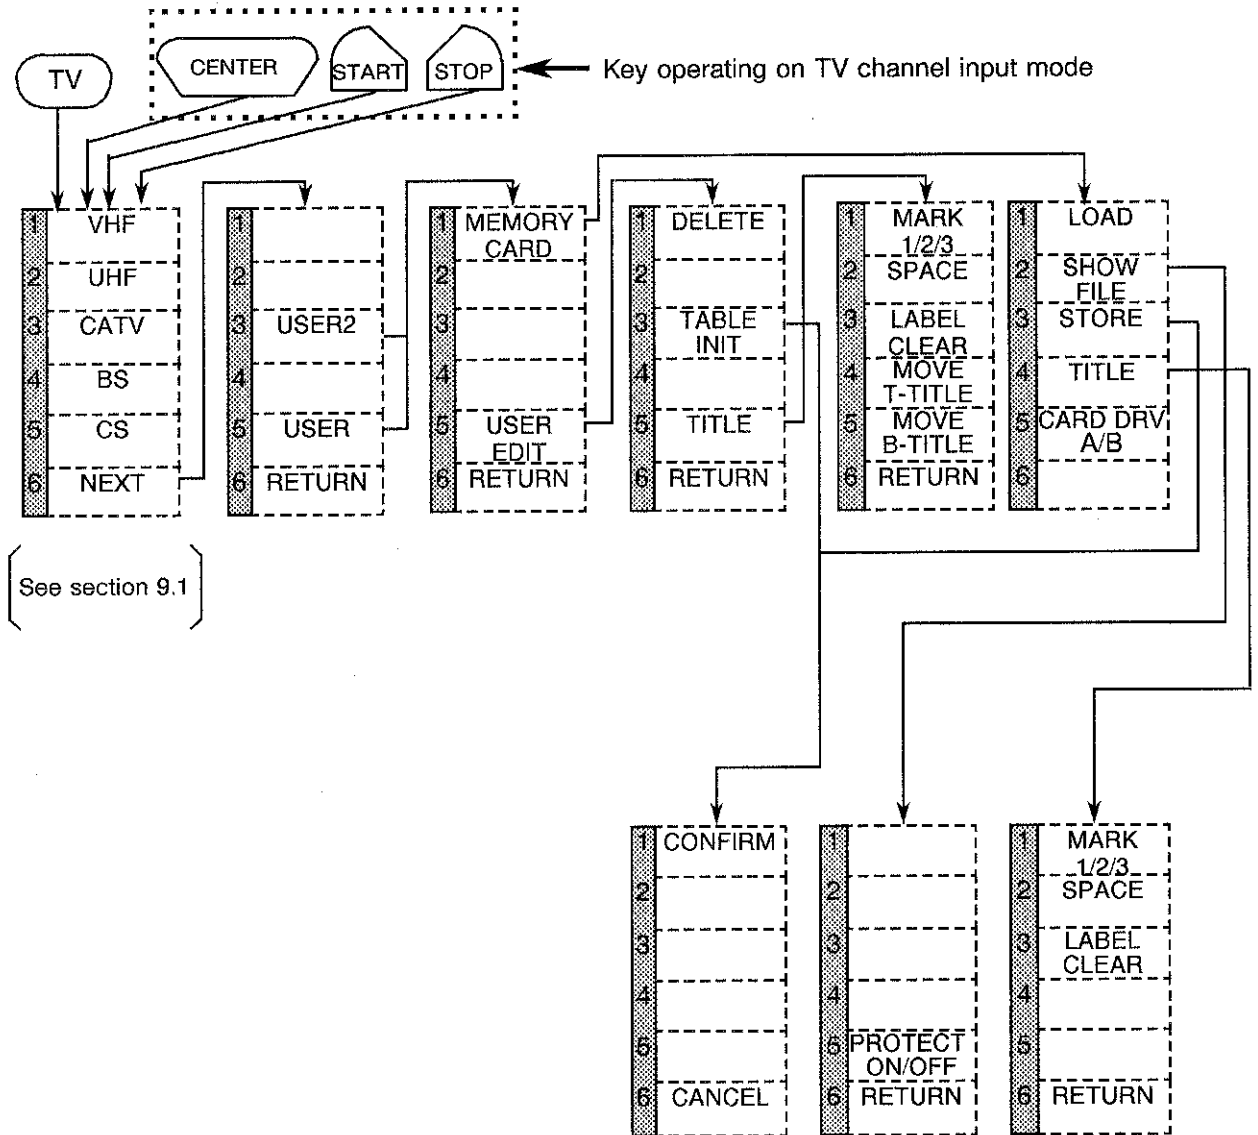 TV
CENTER
START
STOP
Key operating on TV channel input mode
1 VHF
2 UHF
3 CATV
4 BS
5 CS
6 NEXT
1
2
3 USER2
4
5 USER
6 RETURN
1 MEMORY
CARD
2
3
4
5 USER
EDIT
6 RETURN
1 DELETE
2
3 TABLE
INIT
4
5 TITLE
6 RETURN
1 MARK
1/2/3
2 SPACE
3 LABEL
CLEAR
4 MOVE
T-TITLE
5 MOVE
B-TITLE
6 RETURN
1 LOAD
2 SHOW
FILE
3 STORE
4 TITLE
5 CARD DRV
A/B
6
See section 9.1
1 CONFIRM
2
3
4
5
6 CANCEL
1
2
3
4
5 PROTECT
ON/OFF
6 RETURN
1 MARK
1/2/3
2 SPACE
3 LABEL
CLEAR
4
5
6 RETURN